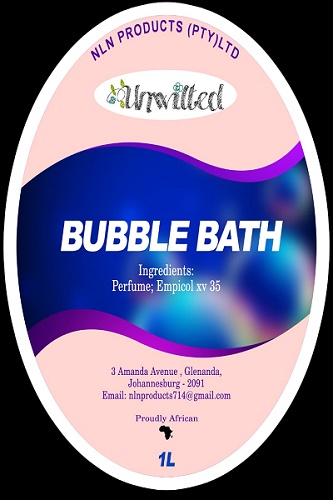 NLN PRODUCTS (PTY)LTD
Unwilted
BUBBLE BATH
Ingredients:
Perfume; Empicol xv 35
3 Amanda Avenue , Glenanda,
Johannesburg - 2091
Email: nlnproducts714@gmail.com
Proudly African
1L